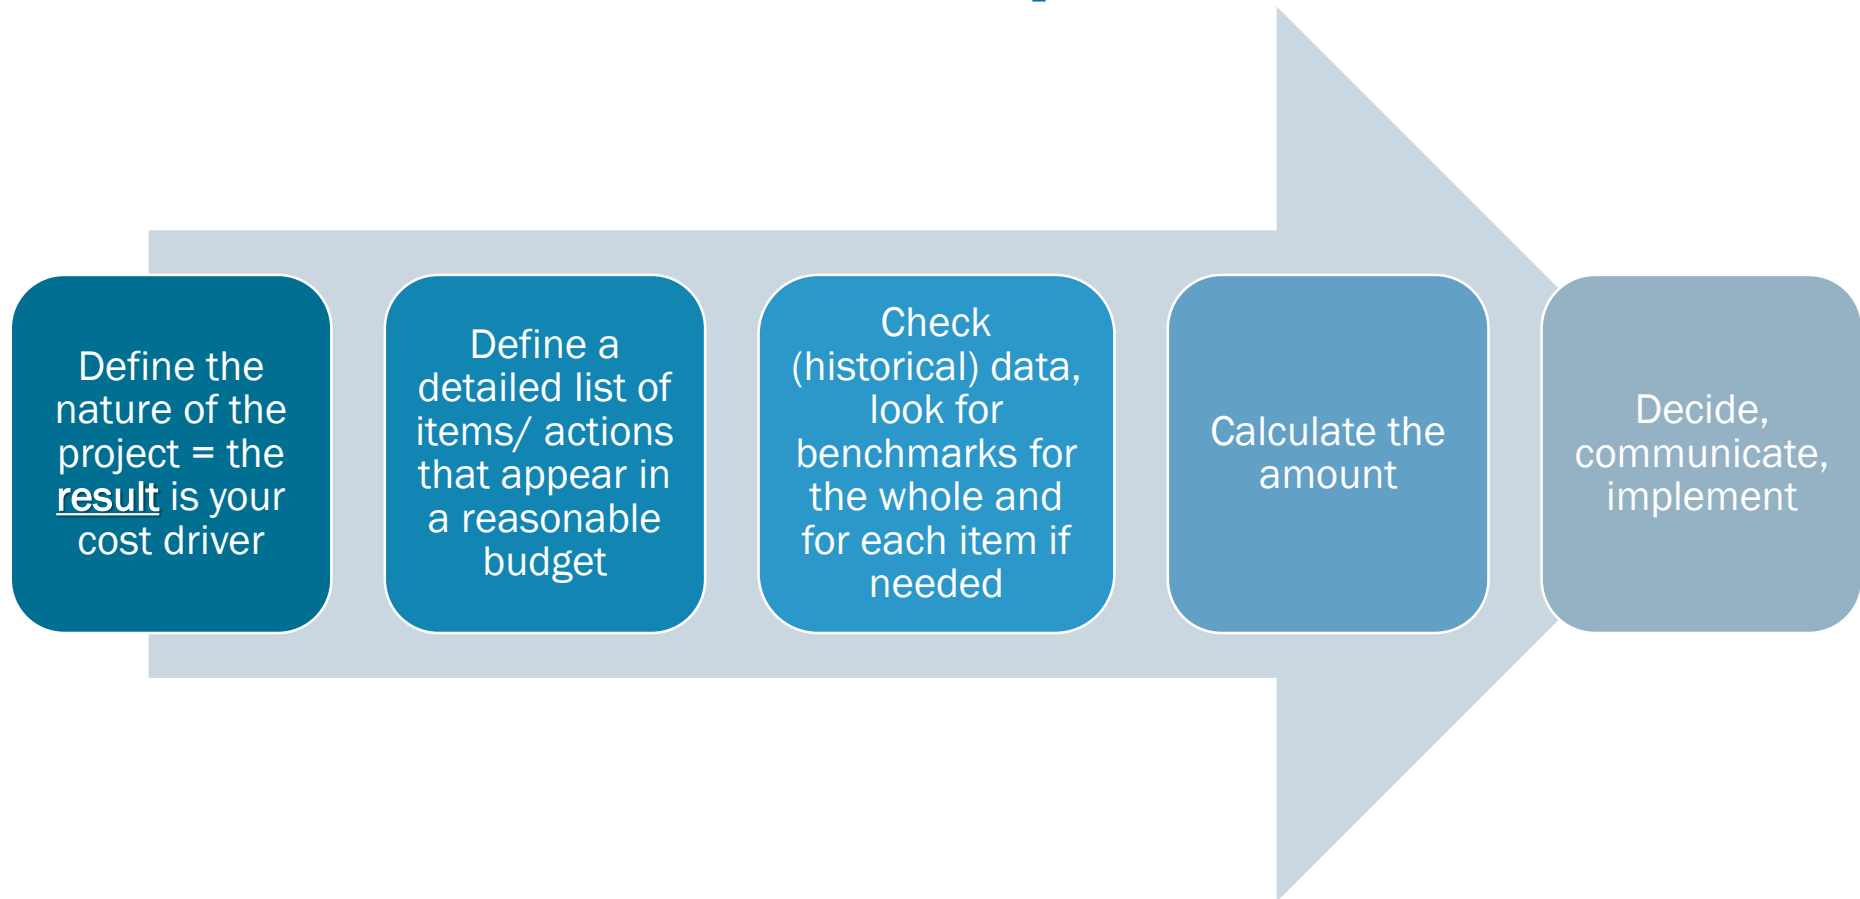 Define the
nature of the
project = the
result is your
cost driver
Define a
detailed list of
items/ actions
that appear in
a reasonable
budget
Check
(historical) data,
look for
benchmarks for
the whole and
for each item if
needed
Calculate the
amount
Decide,
communicate,
implement